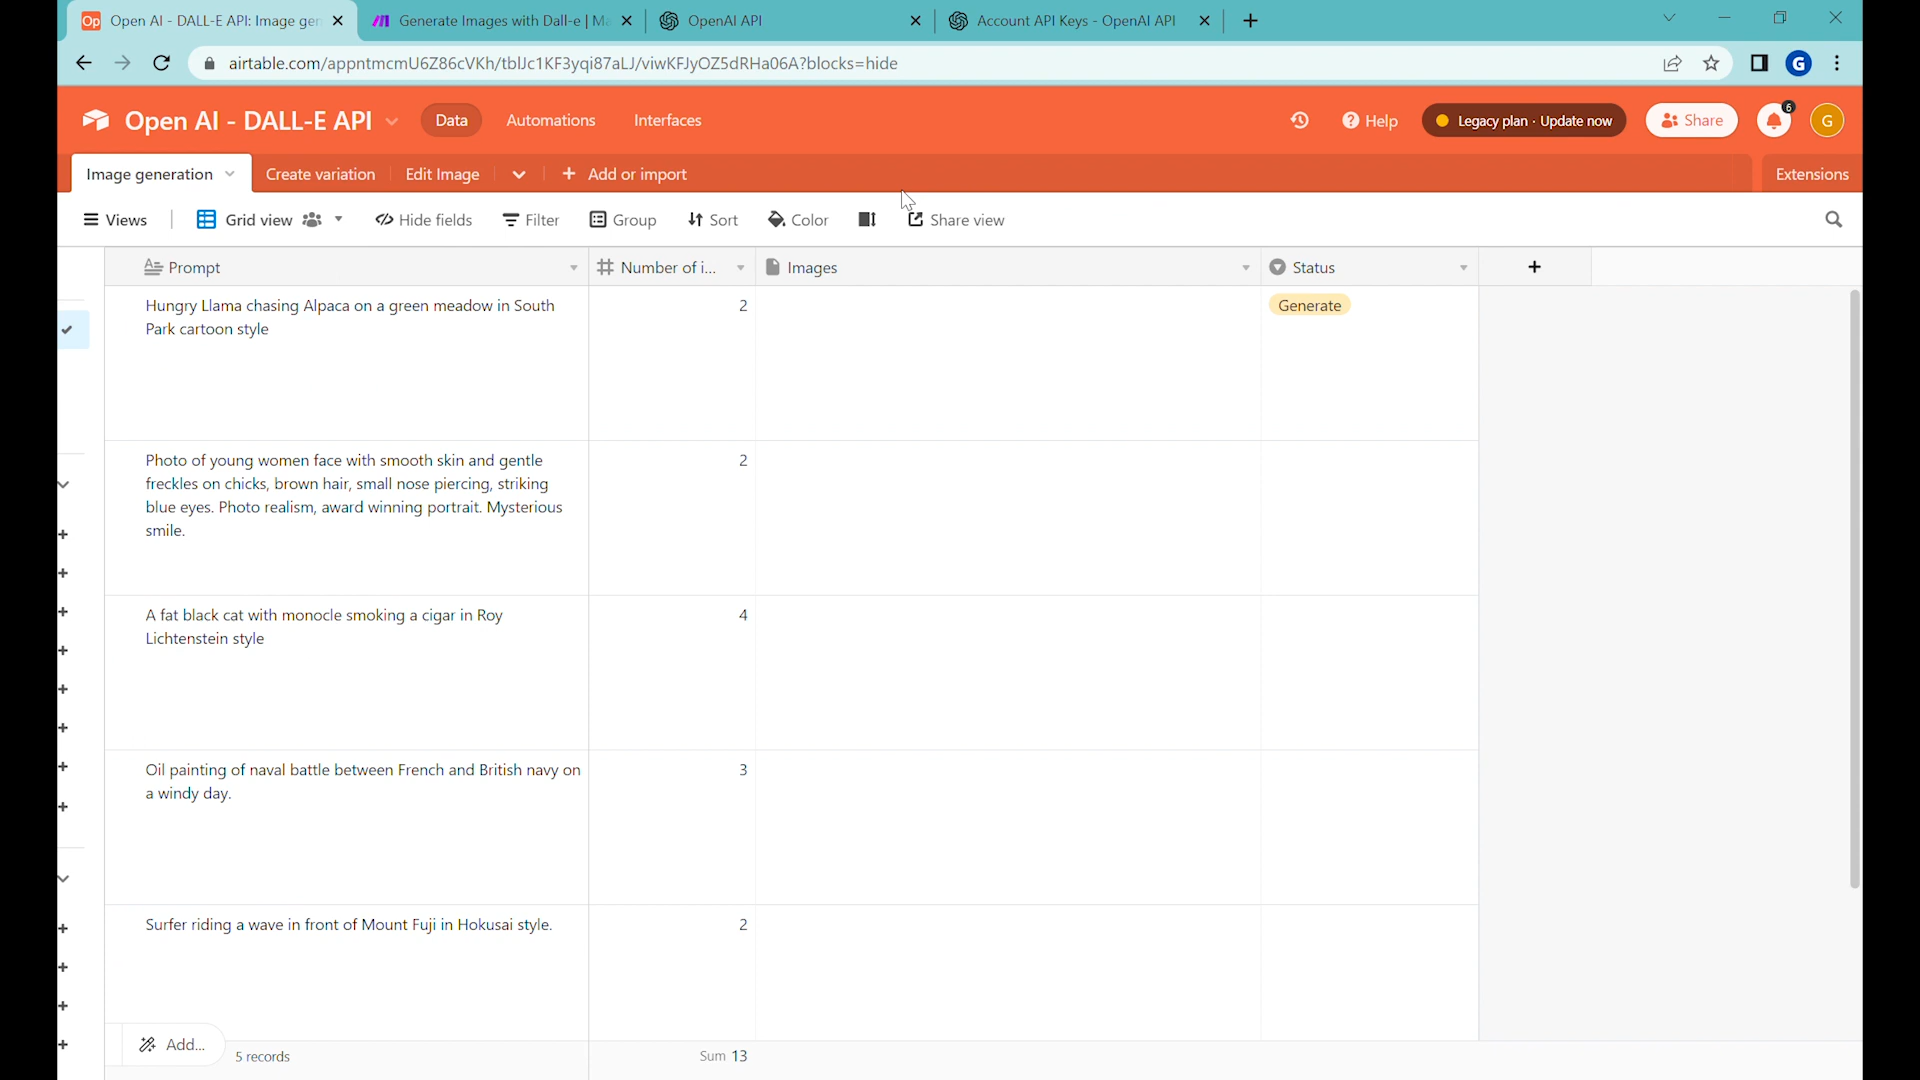 Op Open AI - DALL-E API: Image gen
Generate Images with Dall-e | Ma
OpenAI API
Account API Keys - OpenAI API
airtable.com/appntmcmU6Z86cVKh/tblJc1KF3yqi87aLJ/viwKFJyOZ5dRHa06A?blocks=hide
G
Open AI - DALL-E API
Data
Automations
Interfaces
Help
Legacy plan · Update now
Share
6
G
Image generation
Create variation
Edit Image
Add or import
Extensions
Views
Grid view
Hide fields
Filter
Group
Sort
Color
Share view
Prompt
Number of i...
Images
Status
Hungry Llama chasing Alpaca on a green meadow in South
Park cartoon style
2
Generate
Photo of young women face with smooth skin and gentle
freckles on chicks, brown hair, small nose piercing, striking
blue eyes. Photo realism, award winning portrait. Mysterious
smile.
2
A fat black cat with monocle smoking a cigar in Roy
Lichtenstein style
4
Oil painting of naval battle between French and British navy on
a windy day.
3
Surfer riding a wave in front of Mount Fuji in Hokusai style.
2
Add...
5 records
Sum 13